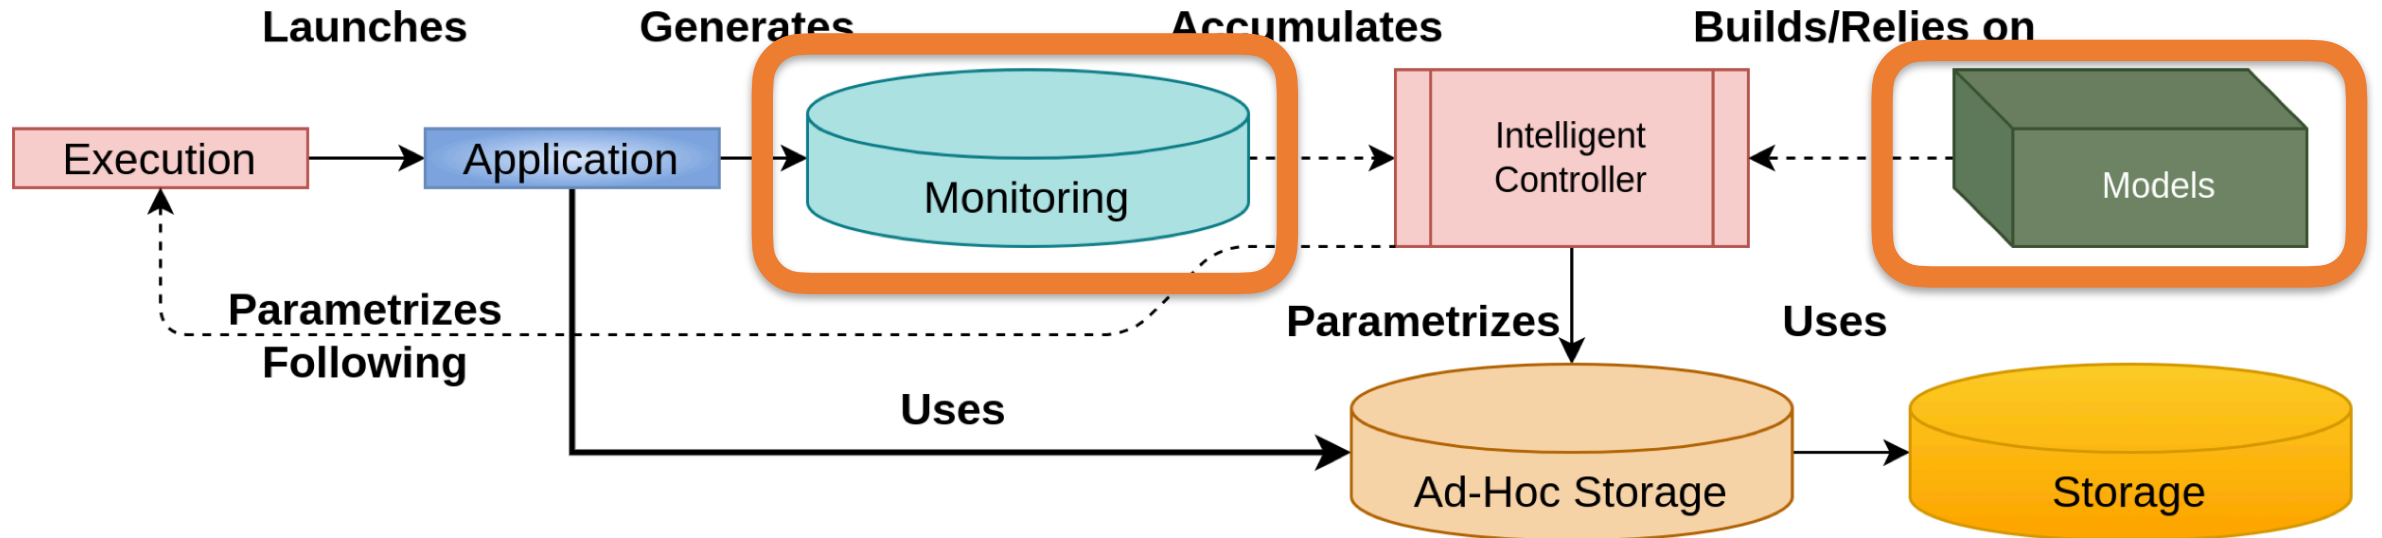 Launches
Generates
Accumulates
Builds/Relies on
Execution
Application
Monitoring
Intelligent
Controller
Models
Parametrizes
Following
Parametrizes
Uses
Uses
Ad-Hoc Storage
Storage